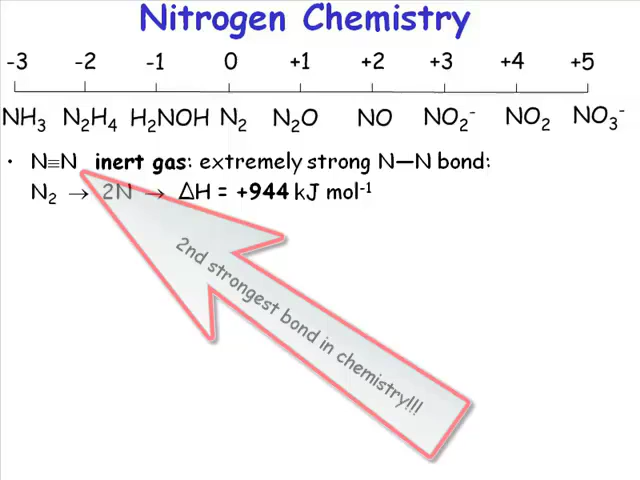 Nitrogen Chemistry
-3 -2 -1 0 +1 +2 +3 +4 +5
NH₃ N₂H₄ H₂NOH N₂ N₂O NO NO₂⁻ NO₂ NO₃⁻
• N≡N inert gas: extremely strong N—N bond:
N₂ → 2N → ΔH = +944 kJ mol⁻¹
2nd strongest bond in chemistry!!!